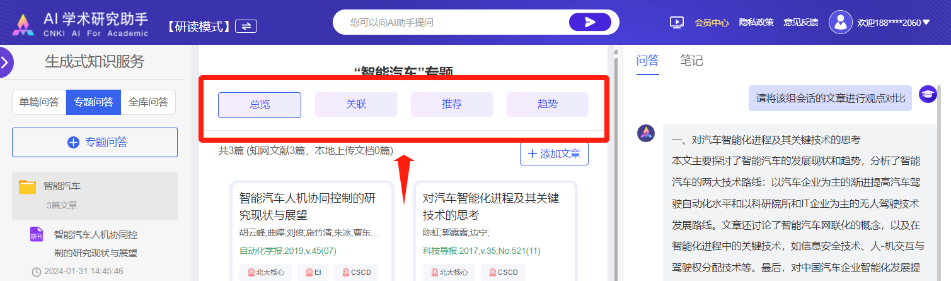 AI 学术研究助手
CNKI AI For Academic
【研读模式】
您可以向AI助手提问
会员中心
隐私政策
意见反馈
欢迎188****2060
生成式知识服务
单篇问答
专题问答
全库问答
专题问答
智能汽车
3篇文章
期刊
智能汽车人机协同控
制的研究现状与展望
2024-01-31 14:45:46
“智能汽车”专题
总览
关联
推荐
趋势
共3篇 (知网文献3篇，本地上传文档0篇)
添加文章
智能汽车人机协同控制的研
究现状与展望
胡云峰,曲婷,刘俊,施竹清,朱冰,曹东...
自动化学报.2019,v.45(07)
北大核心
EI
CSCD
对汽车智能化进程及其关键
技术的思考
陈虹,郭露露,边宁;
科技导报.2017,v.35,No.521(11)
北大核心
CSCD
问答
笔记
请将该组会话的文章进行观点对比
一、对汽车智能化进程及其关键技术的思考
本文主要探讨了智能汽车的发展现状和趋势，分析了智能
汽车的两大技术路线：以汽车企业为主的渐进提高汽车驾
驶自动化水平和以科研院所和IT企业为主的无人驾驶技术
发展路线。文章还讨论了智能汽车网联化的概念，以及在
智能化进程中的关键技术，如信息安全技术、人-机交互与
驾驶权分配技术等。最后，对中国汽车企业智能化发展提